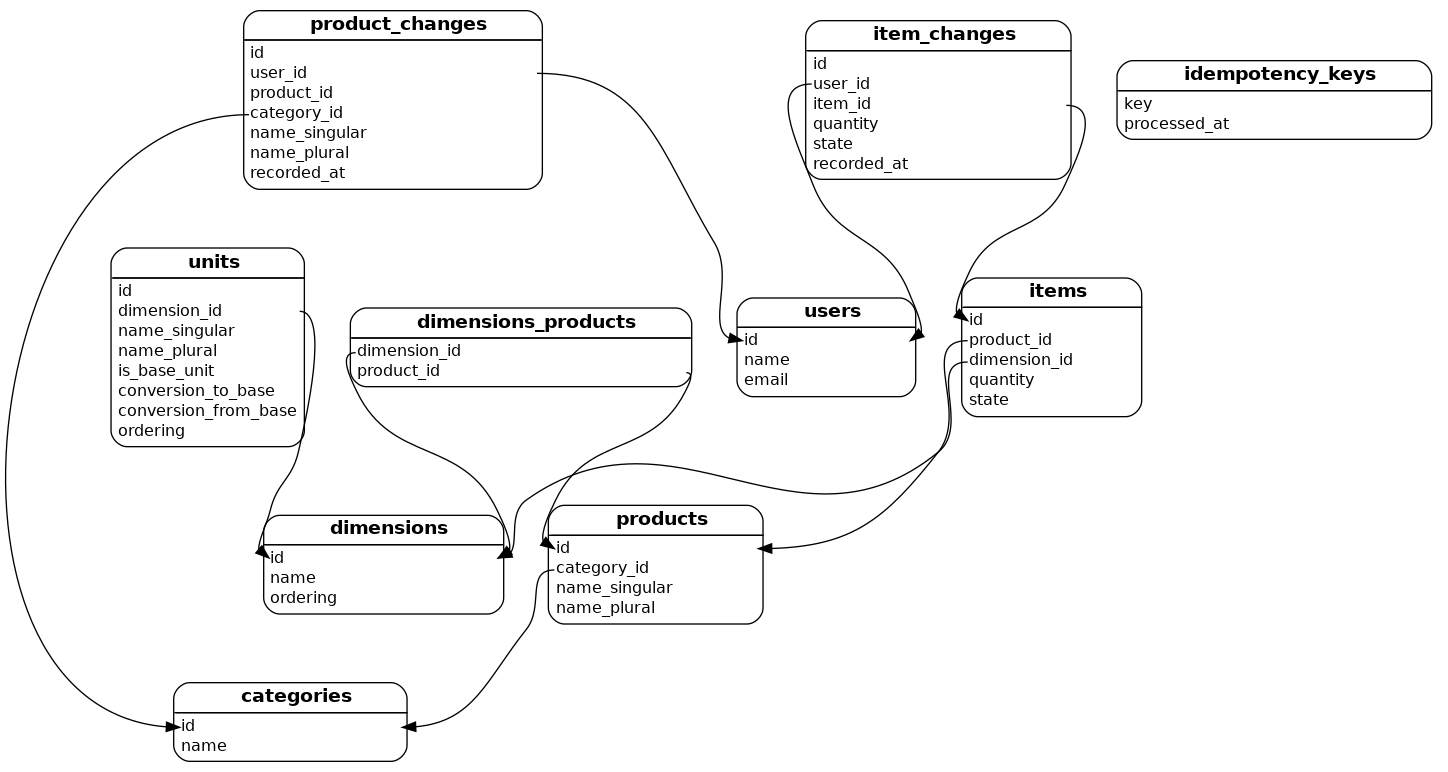 product_changes
id
user_id
product_id
category_id
name_singular
name_plural
recorded_at
item_changes
id
user_id
item_id
quantity
state
recorded_at
idempotency_keys
key
processed_at
units
id
dimension_id
name_singular
name_plural
is_base_unit
conversion_to_base
conversion_from_base
ordering
dimensions_products
dimension_id
product_id
users
id
name
email
items
id
product_id
dimension_id
quantity
state
dimensions
id
name
ordering
products
id
category_id
name_singular
name_plural
categories
id
name